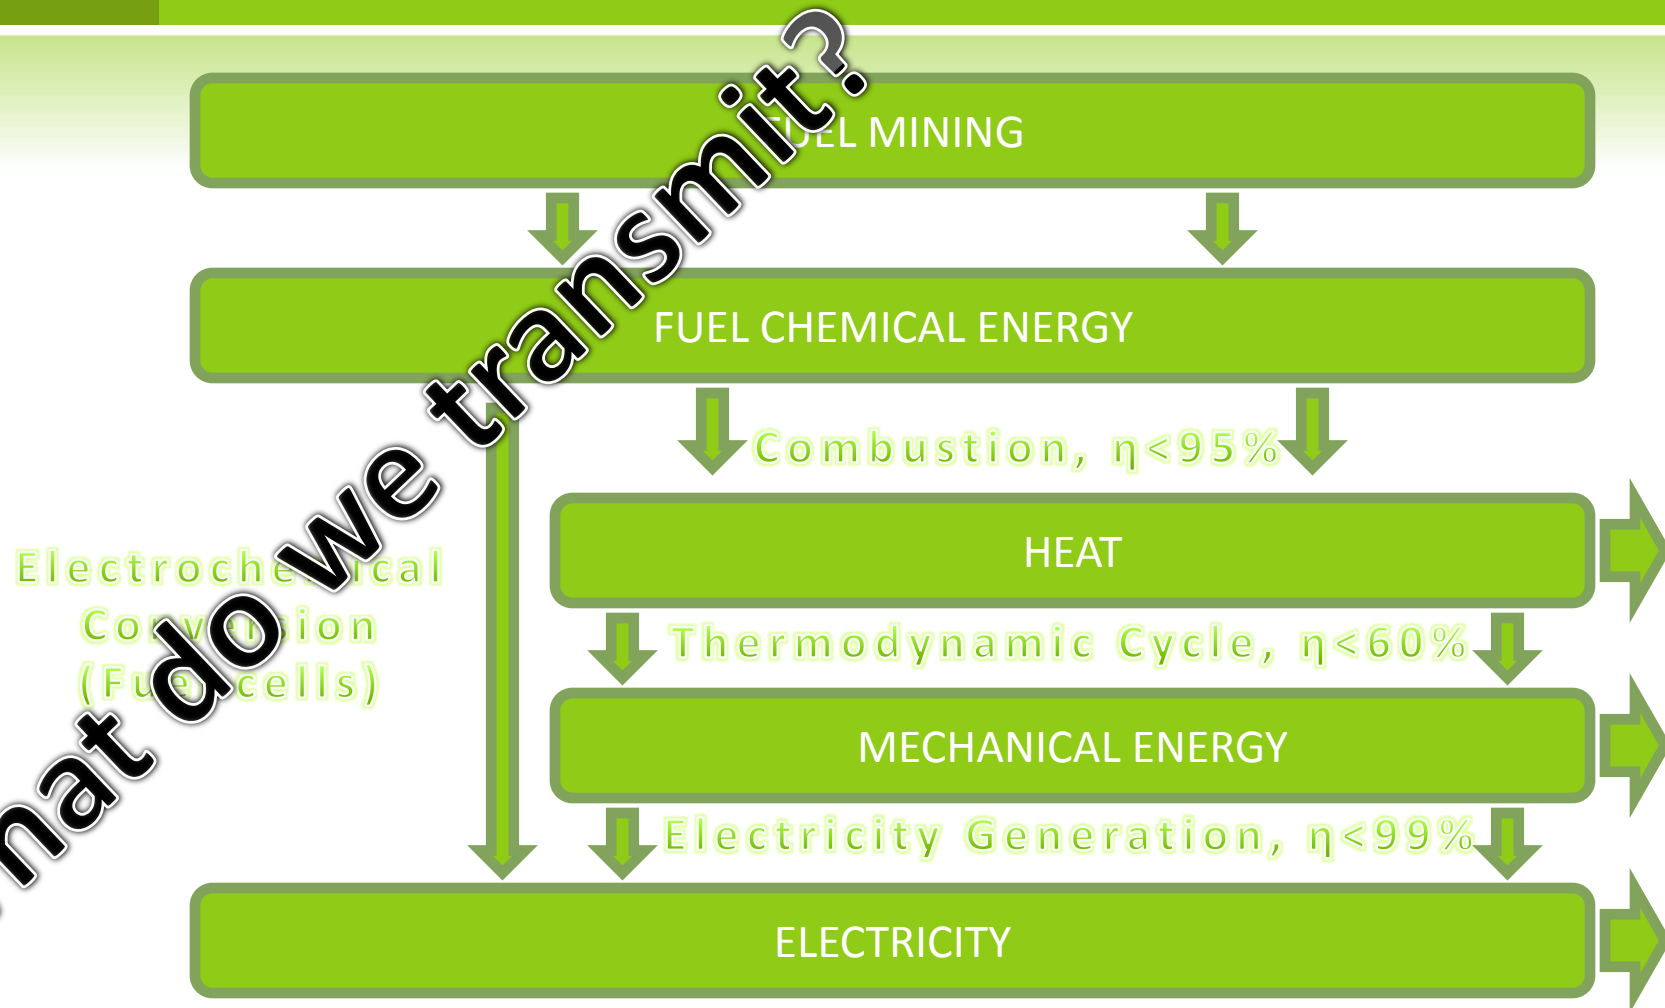 What do we transmit?
FUEL MINING
FUEL CHEMICAL ENERGY
Combustion, η<95%
HEAT
Electrochemical
Conversion
(Fuel cells)
Thermodynamic Cycle, η<60%
MECHANICAL ENERGY
Electricity Generation, η<99%
ELECTRICITY